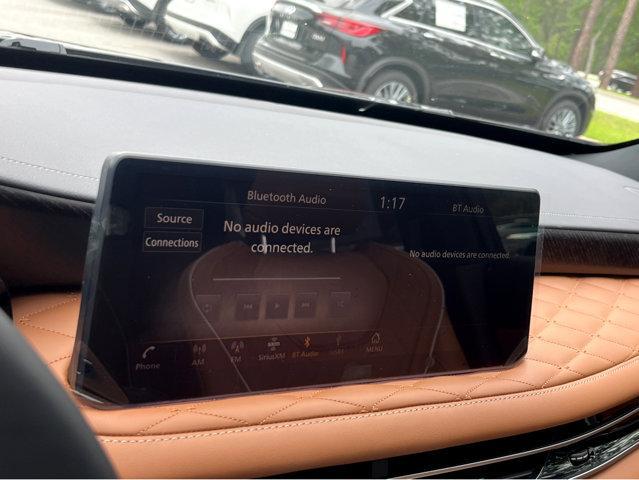 Bluetooth Audio
1:17
BT Audio
Source
Connections
No audio devices are
connected.
No audio devices are connected.
Phone
AM
FM
SiriusXM
BT Audio
USB1
MENU